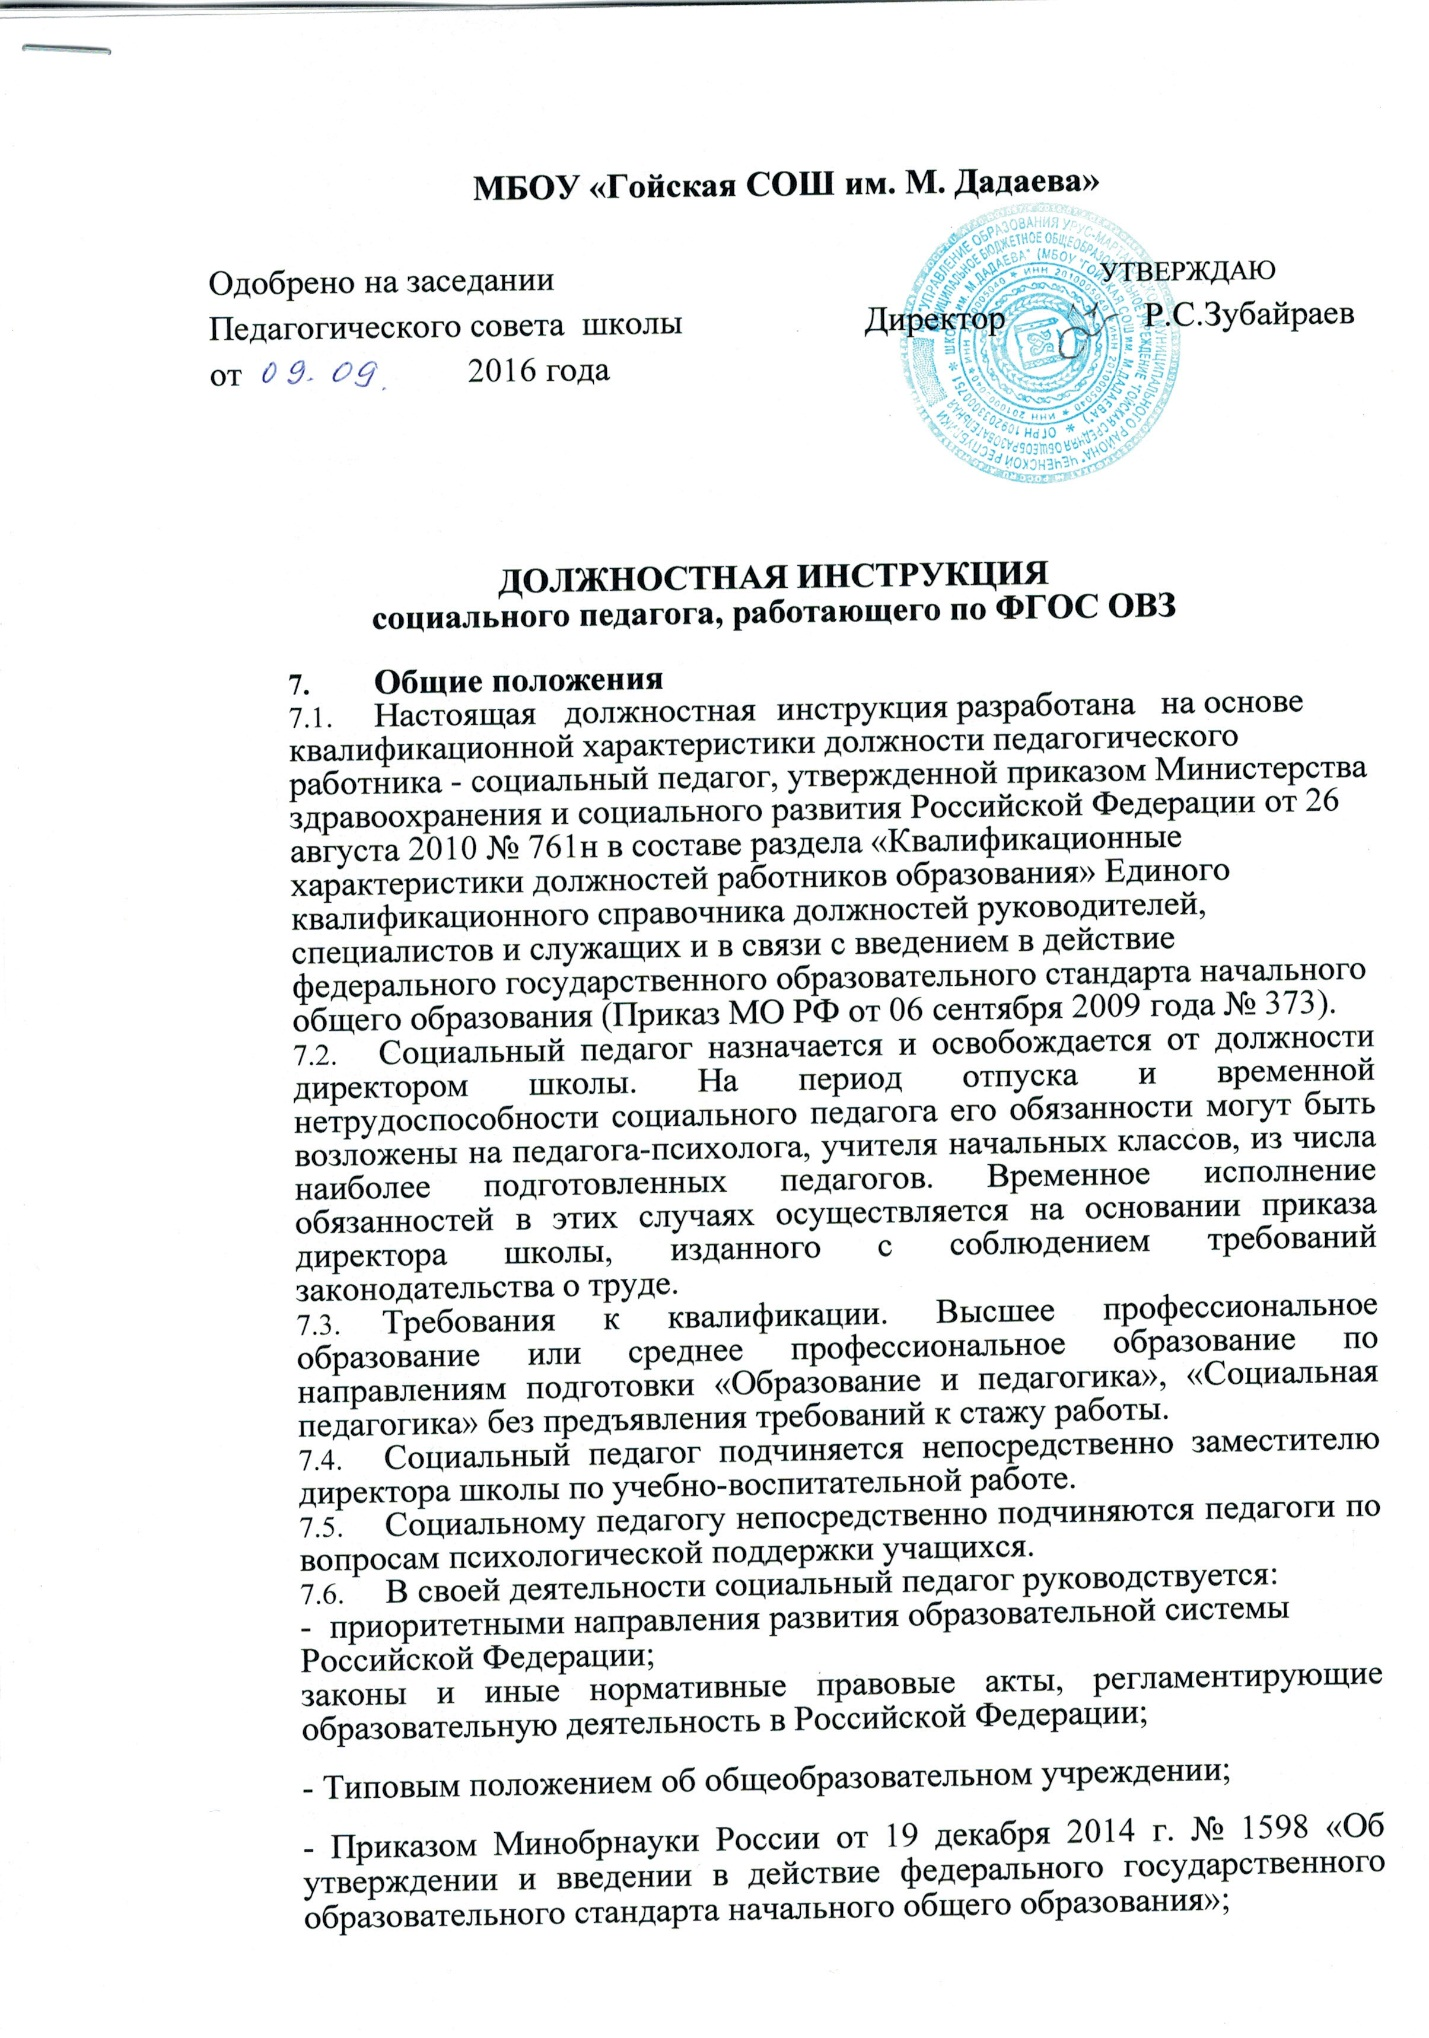 МБОУ «Гойская СОШ им. М. Дадаева»
Одобрено на заседании
Педагогического совета школы
от 09.09. 2016 года
УТВЕРЖДАЮ
Директор Р.С.Зубайраев
ДОЛЖНОСТНАЯ ИНСТРУКЦИЯ
социального педагога, работающего по ФГОС ОВЗ
7. Общие положения
7.1. Настоящая должностная инструкция разработана на основе
квалификационной характеристики должности педагогического
работника - социальный педагог, утвержденной приказом Министерства
здравоохранения и социального развития Российской Федерации от 26
августа 2010 № 761н в составе раздела «Квалификационные
характеристики должностей работников образования» Единого
квалификационного справочника должностей руководителей,
специалистов и служащих и в связи с введением в действие
федерального государственного образовательного стандарта начального
общего образования (Приказ МО РФ от 06 сентября 2009 года № 373).
7.2. Социальный педагог назначается и освобождается от должности
директором школы. На период отпуска и временной
нетрудоспособности социального педагога его обязанности могут быть
возложены на педагога-психолога, учителя начальных классов, из числа
наиболее подготовленных педагогов. Временное исполнение
обязанностей в этих случаях осуществляется на основании приказа
директора школы, изданного с соблюдением требований
законодательства о труде.
7.3. Требования к квалификации. Высшее профессиональное
образование или среднее профессиональное образование по
направлениям подготовки «Образование и педагогика», «Социальная
педагогика» без предъявления требований к стажу работы.
7.4. Социальный педагог подчиняется непосредственно заместителю
директора школы по учебно-воспитательной работе.
7.5. Социальному педагогу непосредственно подчиняются педагоги по
вопросам психологической поддержки учащихся.
7.6. В своей деятельности социальный педагог руководствуется:
- приоритетными направления развития образовательной системы
Российской Федерации;
законы и иные нормативные правовые акты, регламентирующие
образовательную деятельность в Российской Федерации;
- Типовым положением об общеобразовательном учреждении;
- Приказом Минобрнауки России от 19 декабря 2014 г. № 1598 «Об
утверждении и введении в действие федерального государственного
образовательного стандарта начального общего образования»;